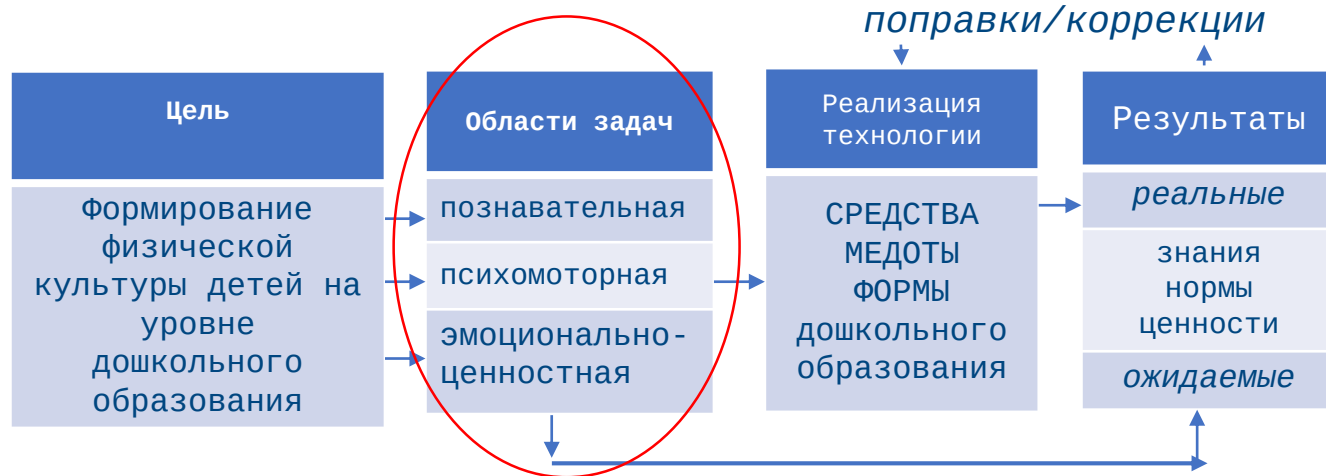 поправки/коррекции
Цель
Формирование
физической
культуры детей на
уровне
дошкольного
образования
Области задач
познавательная
психомоторная
эмоционально-
ценностная
Реализация
технологии
СРЕДСТВА
МЕДОТЫ
ФОРМЫ
дошкольного
образования
Результаты
реальные
знания
нормы
ценности
ожидаемые